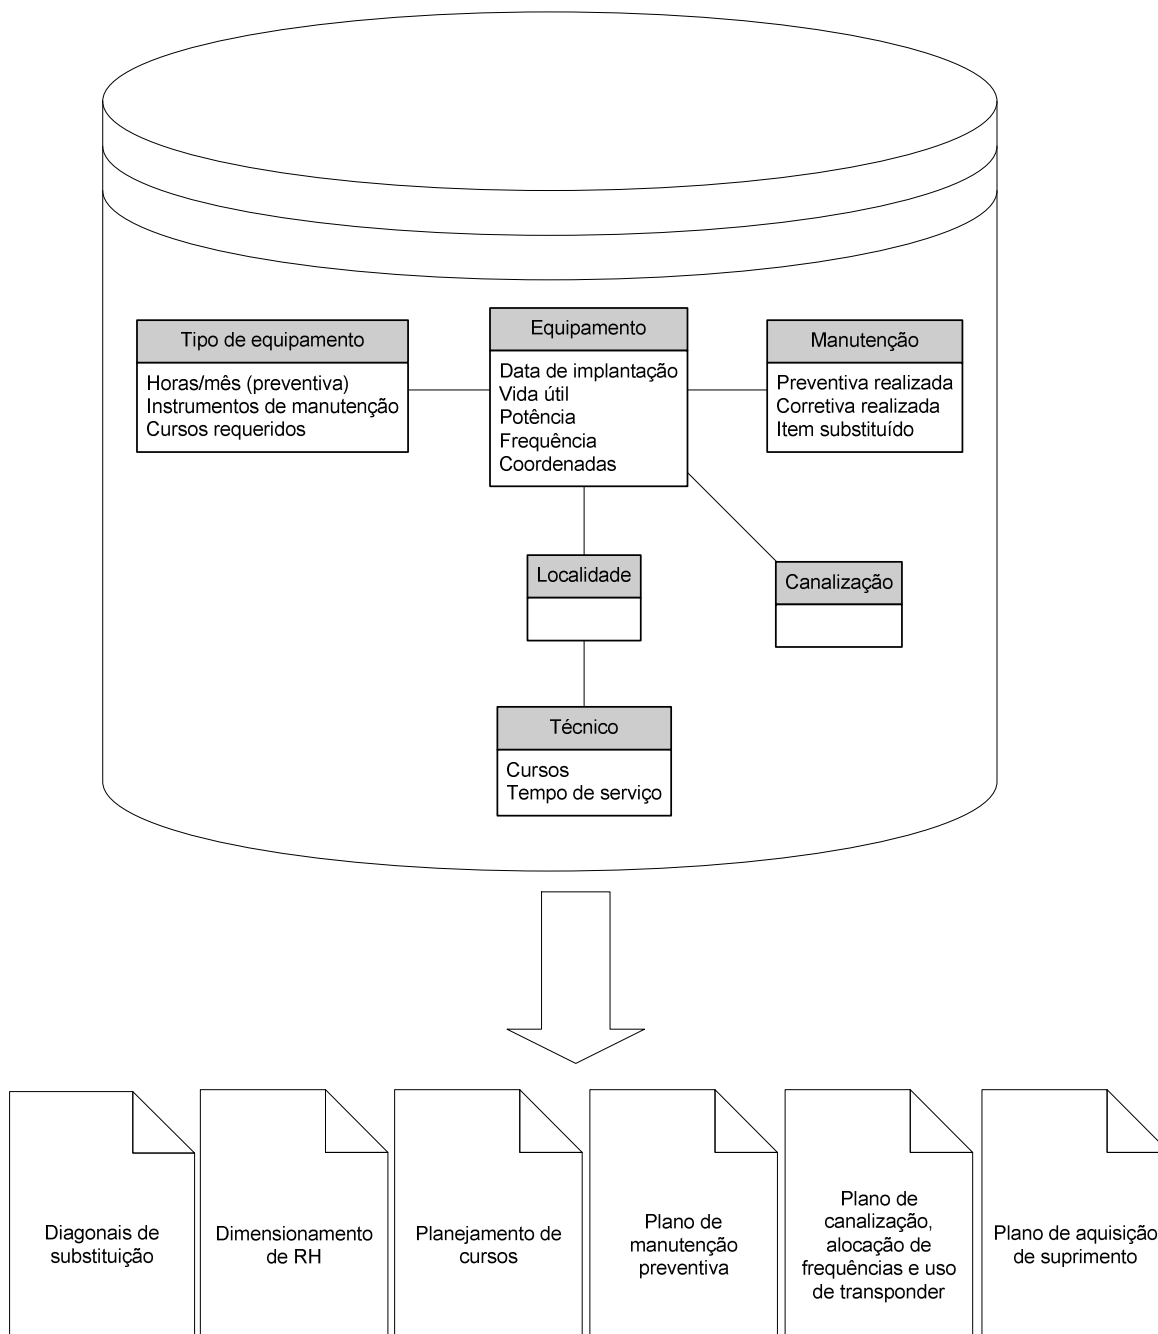 Tipo de equipamento
Horas/mês (preventiva)
Instrumentos de manutenção
Cursos requeridos
Equipamento
Data de implantação
Vida útil
Potência
Frequência
Coordenadas
Manutenção
Preventiva realizada
Corretiva realizada
Item substituído
Localidade
Canalização
Técnico
Cursos
Tempo de serviço
Diagonais de
substituição
Dimensionamento
de RH
Planejamento de
cursos
Plano de
manutenção
preventiva
Plano de
canalização,
alocação de
frequências e uso
de transponder
Plano de aquisição
de suprimento